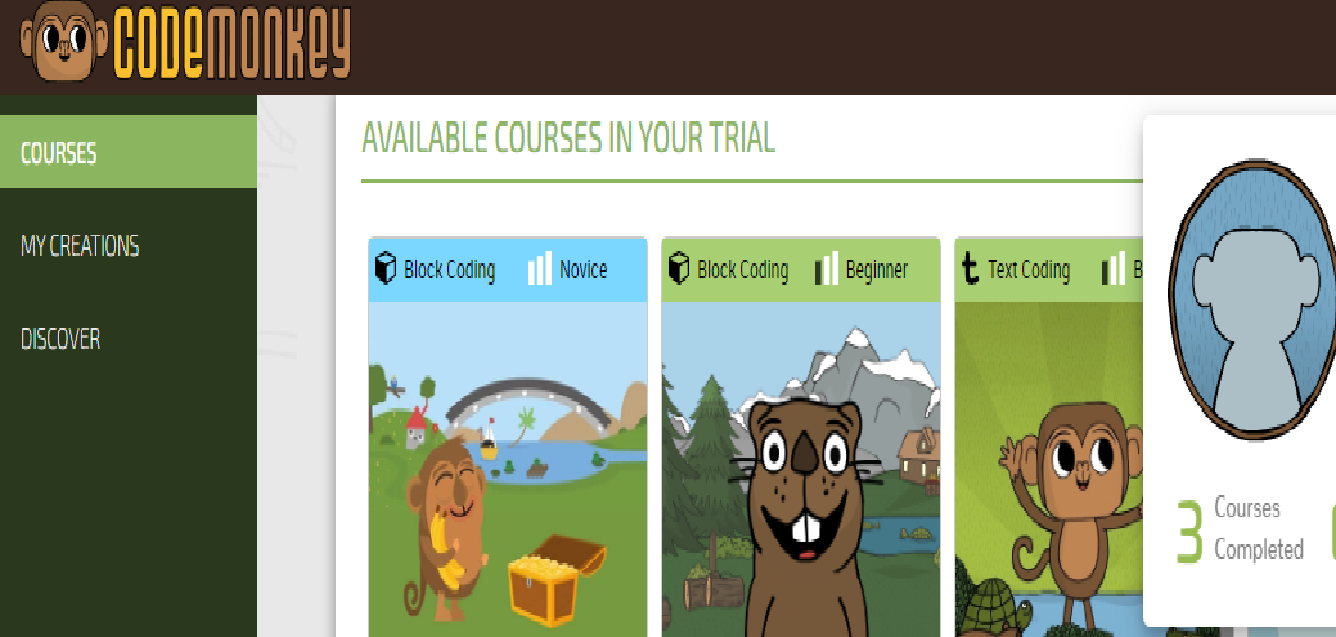 CODEMONKEY
COURSES
MY CREATIONS
DISCOVER
AVAILABLE COURSES IN YOUR TRIAL
Block Coding Novice
Block Coding Beginner
t Text Coding B
3 Courses
Completed